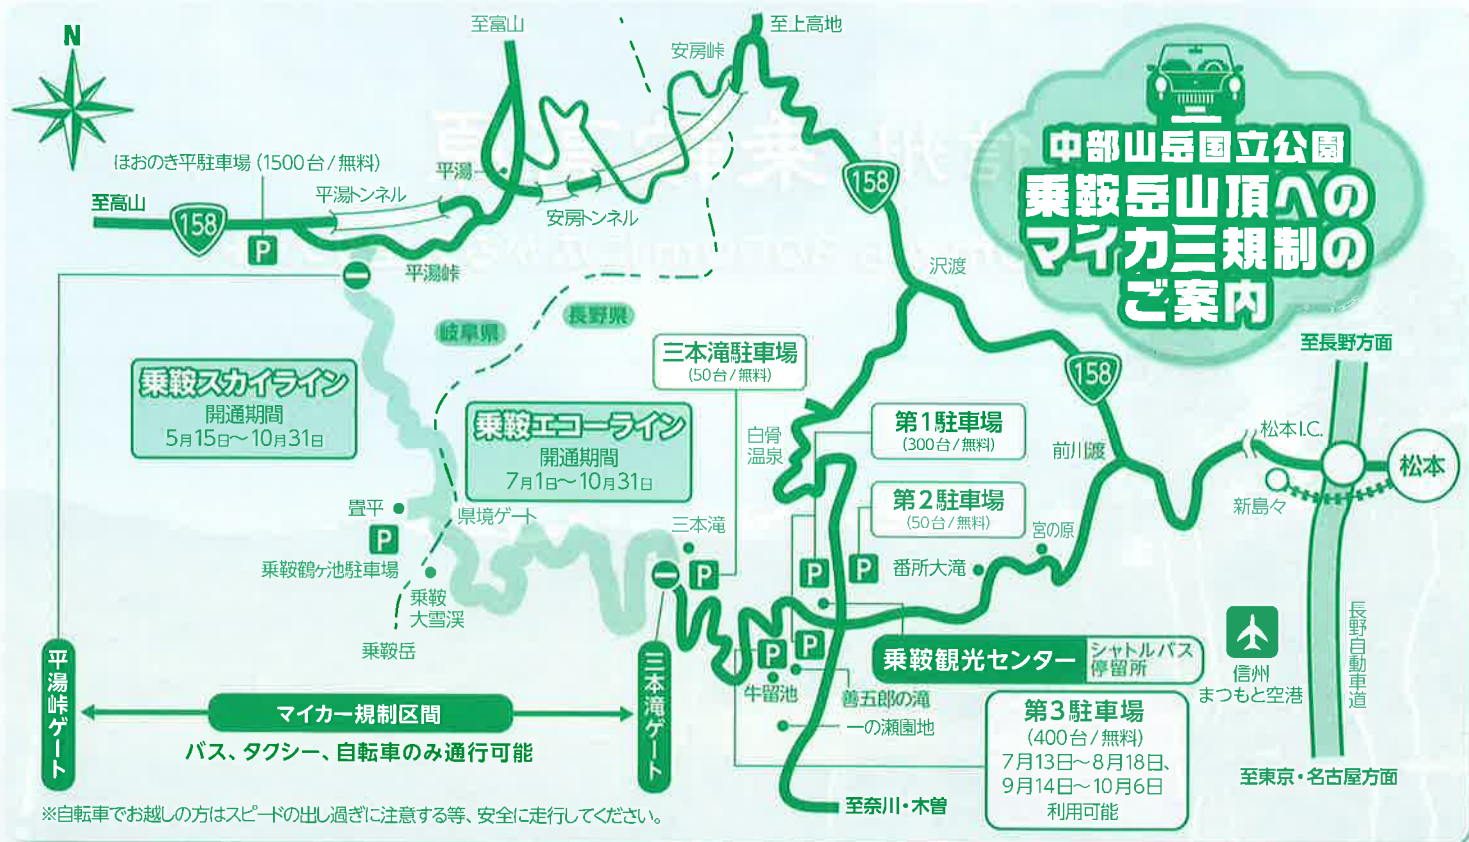 N
至富山
至上高地
安房峠
中部山岳国立公園
乗鞍岳山頂への
マイカー規制の
ご案内
ほおのき平駐車場(1500台/無料)
平湯
平湯トンネル
至高山
158
P
安房トンネル
平湯峠
158
沢渡
岐阜県
長野県
158
至長野方面
乗鞍スカイライン
開通期間
5月15日〜10月31日
三本滝駐車場
(50台/無料)
乗鞍エコーライン
開通期間
7月1日〜10月31日
白骨
温泉
第1駐車場
(300台/無料)
前川渡
松本I.C.
松本
新島々
第2駐車場
(50台/無料)
畳平
P
県境ゲート
三本滝
宮の原
乗鞍鶴ヶ池駐車場
乗鞍
大雪渓
P
P
P
番所大滝
乗鞍岳
P
P
乗鞍観光センター
シャトルバス
停留所
信州
まつもと空港
長野自動車道
平湯峠ゲート
マイカー規制区間
バス、タクシー、自転車のみ通行可能
三本滝ゲート
牛留池
善五郎の滝
一の瀬園地
第3駐車場
(400台/無料)
7月13日〜8月18日、
9月14日〜10月6日
利用可能
至東京・名古屋方面
至奈川・木曽
※自転車でお越しの方はスピードの出し過ぎに注意する等、安全に走行してください。